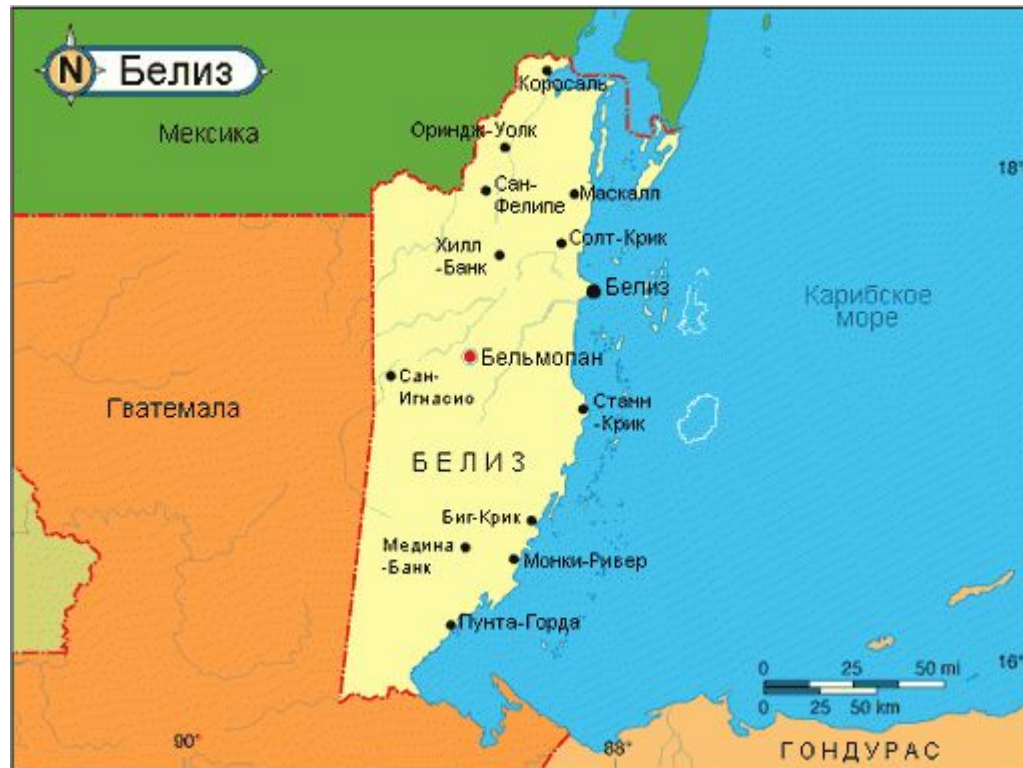 N Белиз
Коросаль
Мексика
Ориндж-Уолк
18°
Сан-
Фелипе
Маскалл
Хилл
-Банк
Солт-Крик
Белиз
Карибское
море
Бельмопан
Сан-
Игнасио
Гватемала
Станн
-Крик
БЕЛИЗ
Биг-Крик
Медина
-Банк
Монки-Ривер
Пунта-Горда
0 25 50 mi
0 25 50 km
16°
90°
88°
ГОНДУРАС